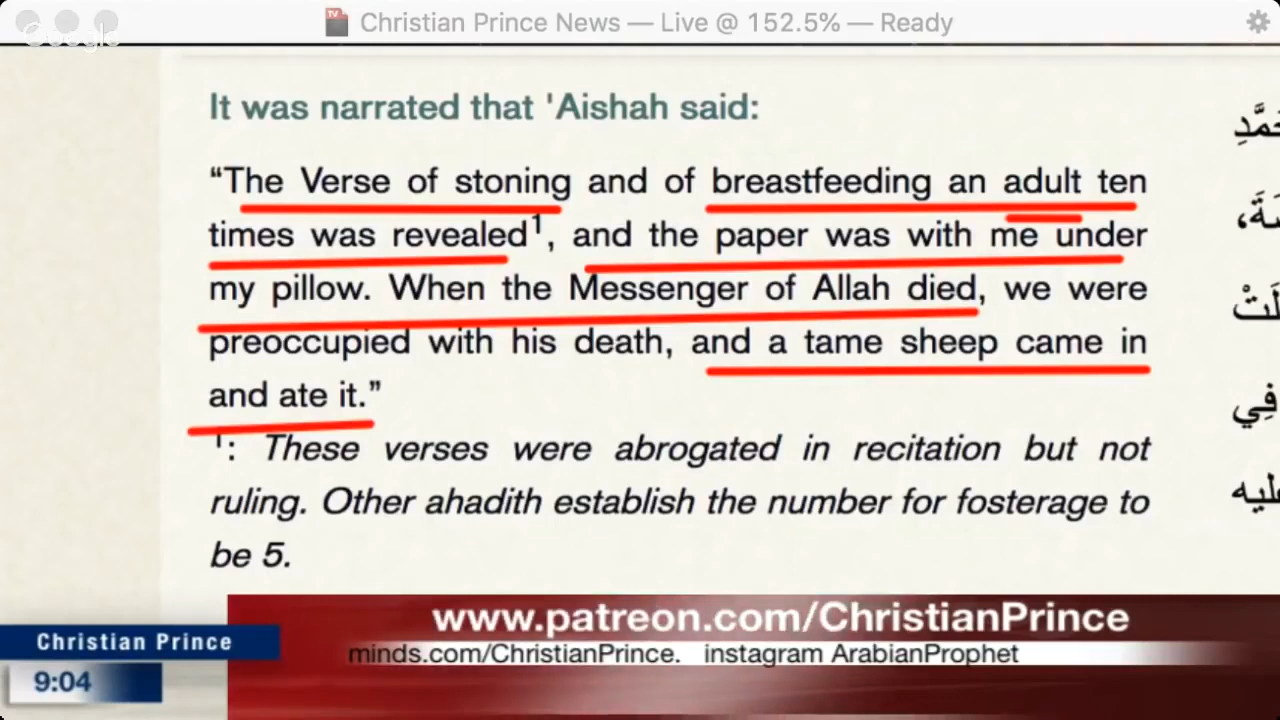 Christian Prince News — Live @ 152.5% — Ready
Google
It was narrated that 'Aishah said:
“The Verse of stoning and of breastfeeding an adult ten
times was revealed¹, and the paper was with me under
my pillow. When the Messenger of Allah died, we were
preoccupied with his death, and a tame sheep came in
and ate it.”
¹: These verses were abrogated in recitation but not
ruling. Other ahadith establish the number for fosterage to
be 5.
فِي
www.patreon.com/ChristianPrince
Christian Prince
minds.com/ChristianPrince. instagram ArabianProphet
9:04